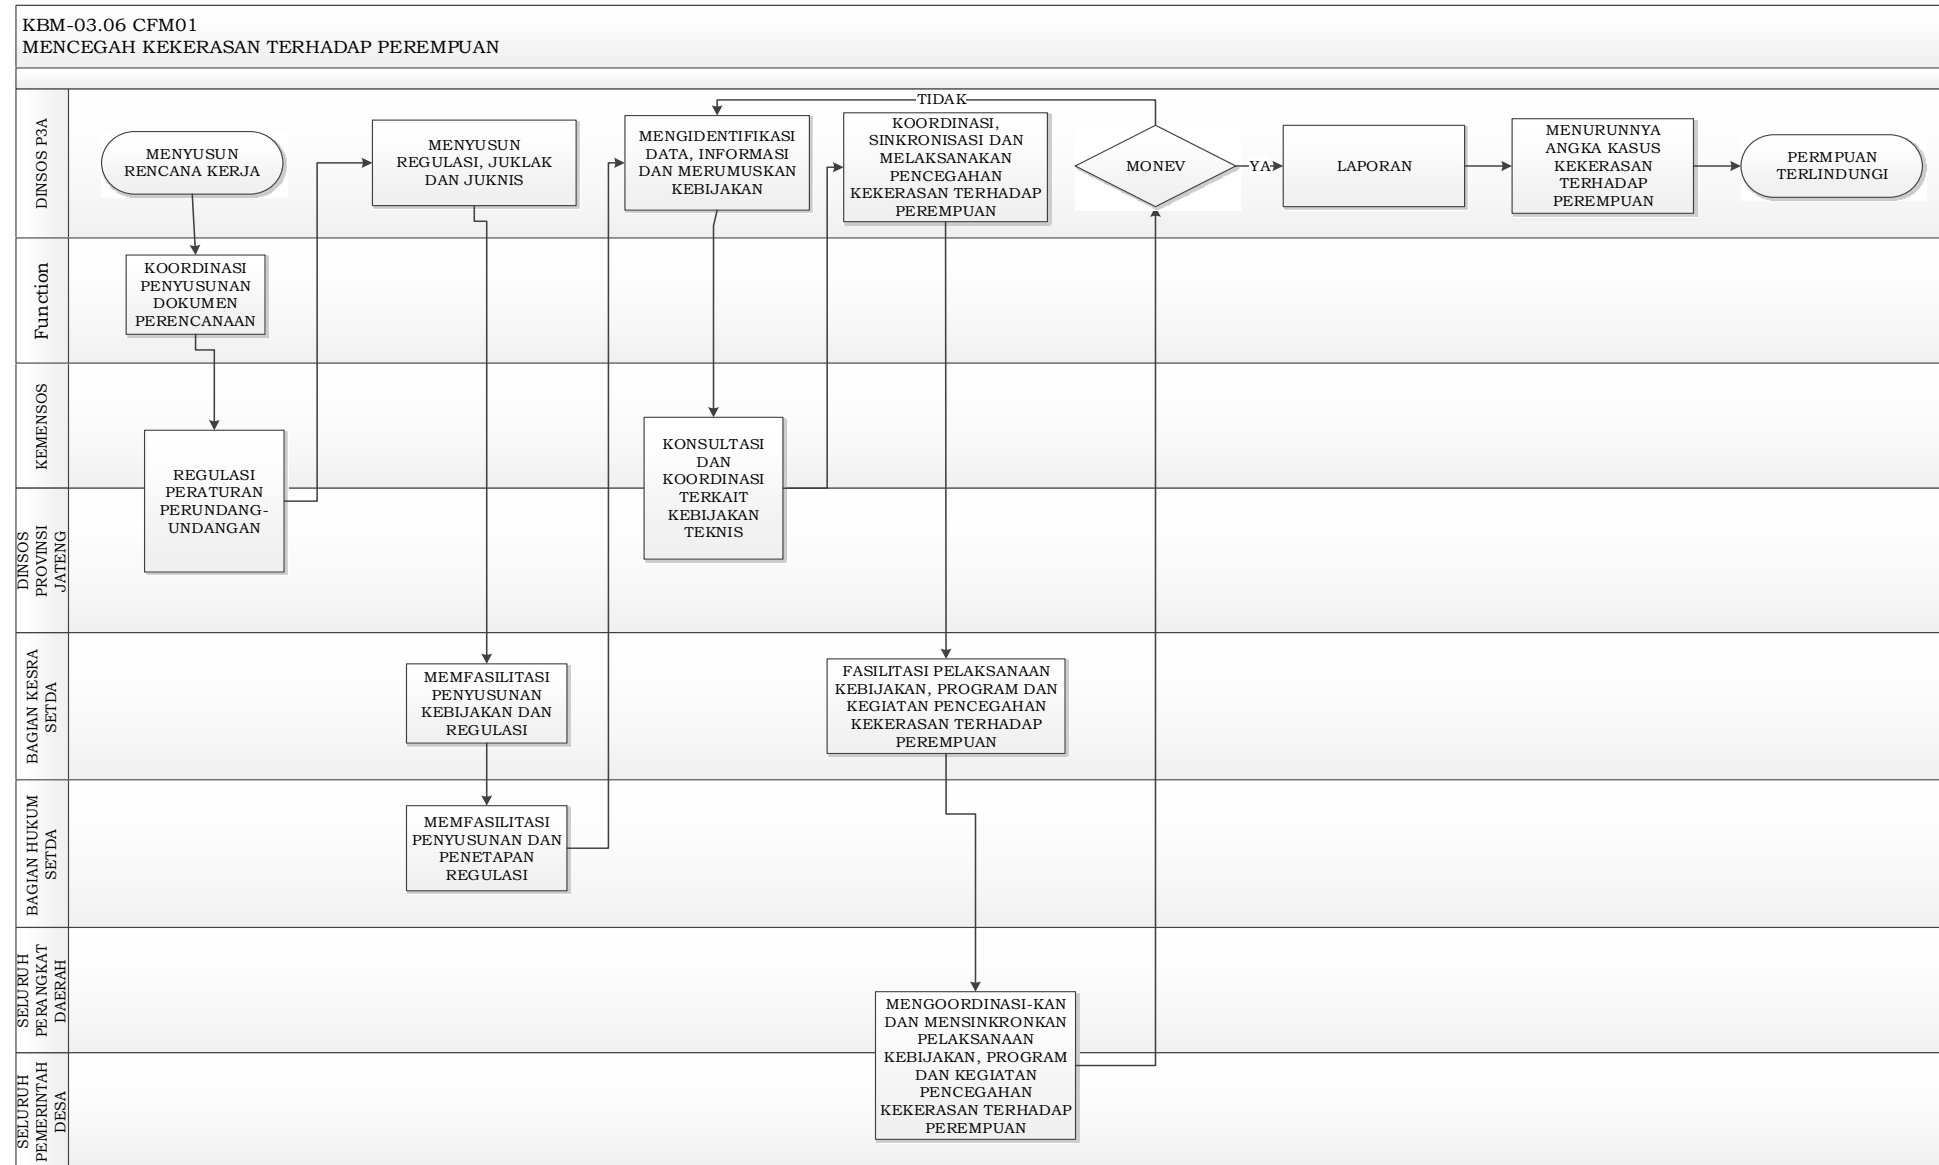 KBM-03.06 CFM01
MENCEGAH KEKERASAN TERHADAP PEREMPUAN
DINSOS P3A
MENYUSUN
RENCANA KERJA
MENYUSUN
REGULASI, JUKLAK
DAN JUKNIS
MENGIDENTIFIKASI
DATA, INFORMASI
DAN MERUMUSKAN
KEBIJAKAN
TIDAK
KOORDINASI,
SINKRONISASI DAN
MELAKSANAKAN
PENCEGAHAN
KEKERASAN TERHADAP
PEREMPUAN
MONEV
YA
LAPORAN
MENURUNNYA
ANGKA KASUS
KEKERASAN
TERHADAP
PEREMPUAN
PERMPUAN
TERLINDUNGI
Function
KOORDINASI
PENYUSUNAN
DOKUMEN
PERENCANAAN
KEMENSOS
REGULASI
PERATURAN
PERUNDANG-
UNDANGAN
KONSULTASI
DAN
KOORDINASI
TERKAIT
KEBIJAKAN
TEKNIS
DINSOS
PROVINSI
JATENG
BAGIAN KESRA
SETDA
MEMFASILITASI
PENYUSUNAN
KEBIJAKAN DAN
REGULASI
FASILITASI PELAKSANAAN
KEBIJAKAN, PROGRAM DAN
KEGIATAN PENCEGAHAN
KEKERASAN TERHADAP
PEREMPUAN
BAGIAN HUKUM
SETDA
MEMFASILITASI
PENYUSUNAN DAN
PENETAPAN
REGULASI
SELURUH
PERANGKAT
DAERAH
MENGOORDINASI-KAN
DAN MENSINKRONKAN
PELAKSANAAN
KEBIJAKAN, PROGRAM
DAN KEGIATAN
PENCEGAHAN
KEKERASAN TERHADAP
PEREMPUAN
SELURUH
PEMERINTAH
DESA